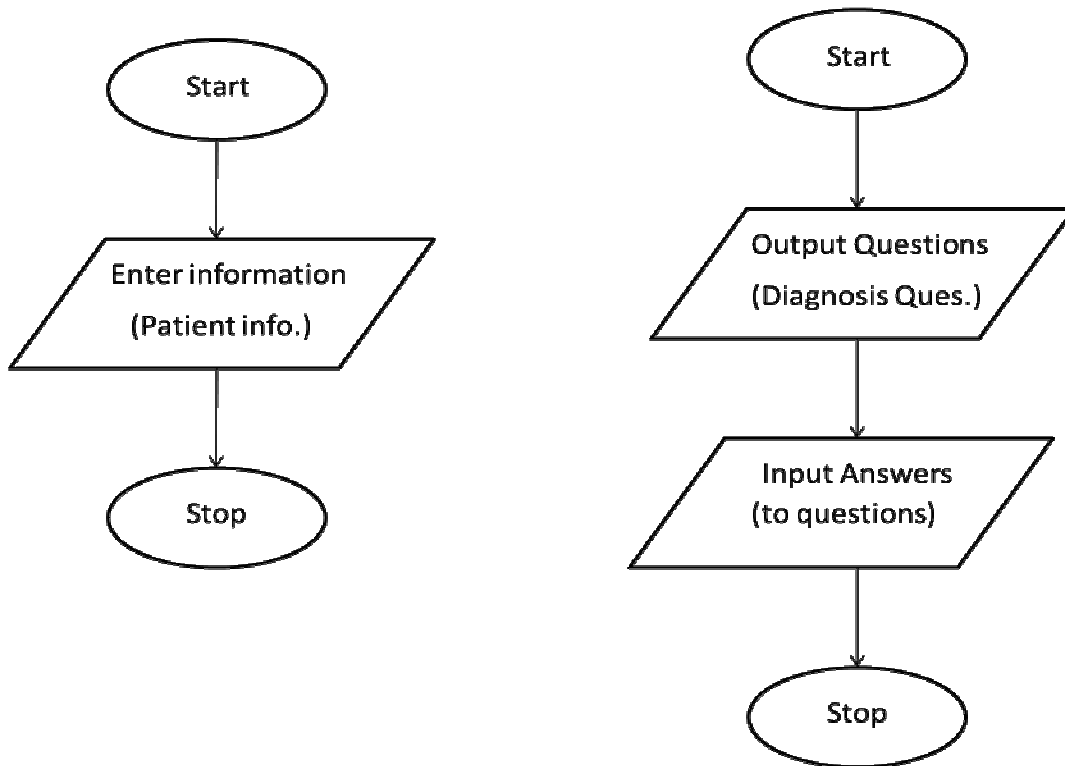 Start
Enter information
(Patient info.)
Stop
Start
Output Questions
(Diagnosis Ques.)
Input Answers
(to questions)
Stop